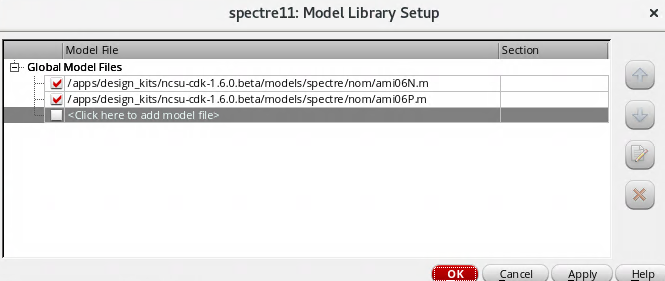 spectre11: Model Library Setup
Model File Section
Global Model Files
/apps/design_kits/ncsu-cdk-1.6.0.beta/models/spectre/nom/ami06N.m
/apps/design_kits/ncsu-cdk-1.6.0.beta/models/spectre/nom/ami06P.m
<Click here to add model file>
OK Cancel Apply Help